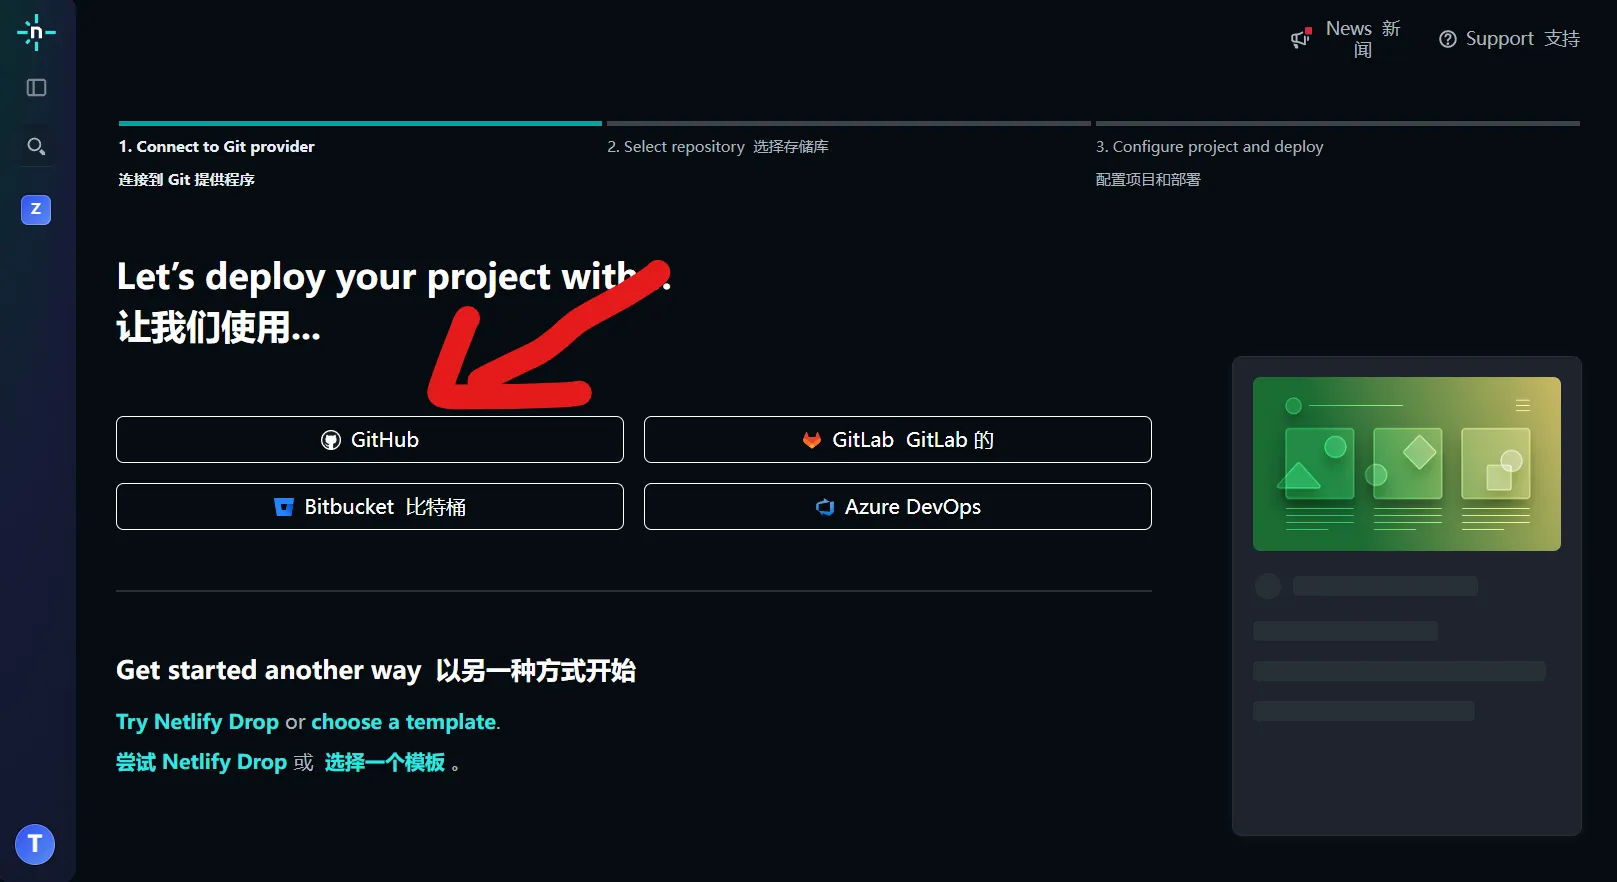 n
News 新
闻
Support 支持
1. Connect to Git provider
连接到 Git 提供程序
2. Select repository 选择存储库
3. Configure project and deploy
配置项目和部署
Z
Let’s deploy your project with
让我们使用...
GitHub
GitLab GitLab 的
Bitbucket 比特桶
Azure DevOps
Get started another way 以另一种方式开始
Try Netlify Drop or choose a template.
尝试 Netlify Drop 或 选择一个模板 。
T